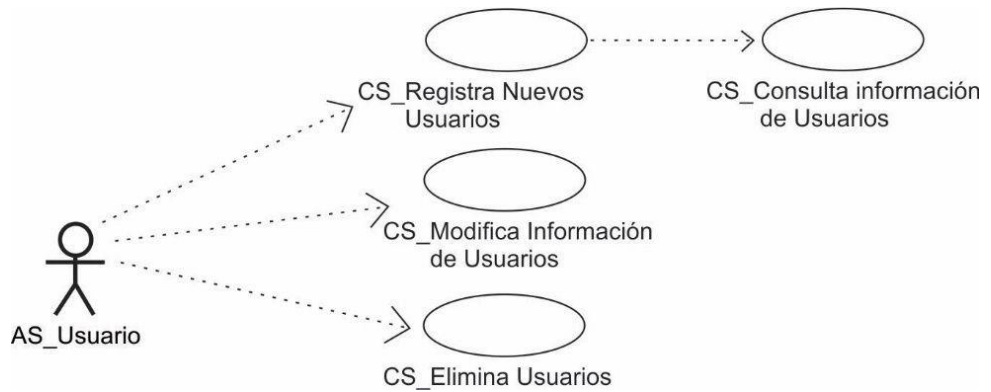 CS_Registra Nuevos
Usuarios
CS_Consulta información
de Usuarios
CS_Modifica Información
de Usuarios
AS_Usuario
CS_Elimina Usuarios